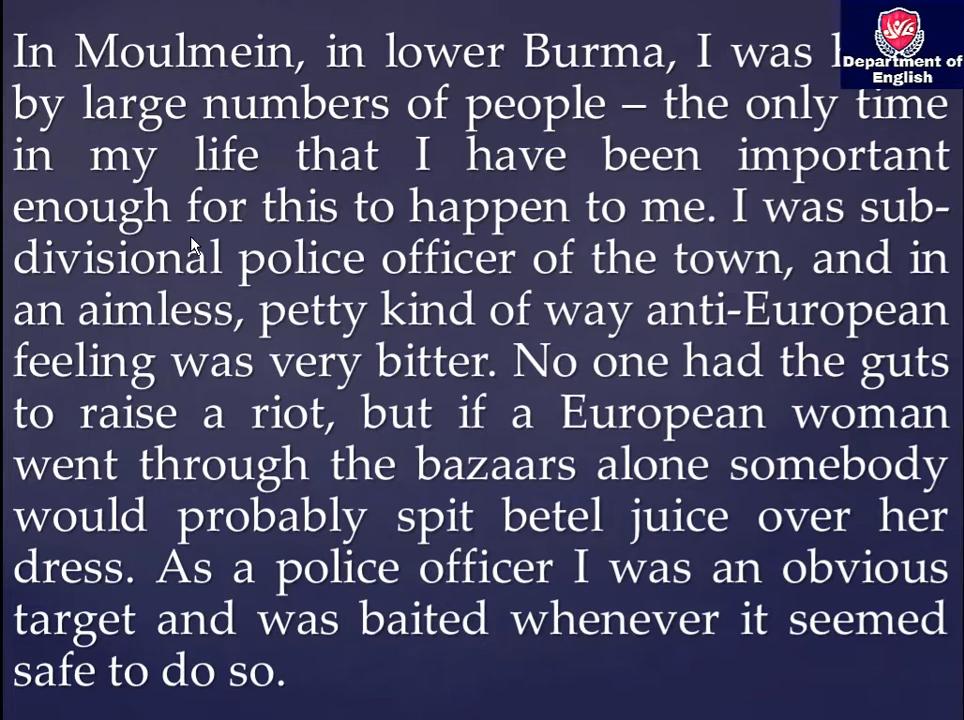 In Moulmein, in lower Burma, I was
by large numbers of people – the only time
in my life that I have been important
enough for this to happen to me. I was sub-
divisional police officer of the town, and in
an aimless, petty kind of way anti-European
feeling was very bitter. No one had the guts
to raise a riot, but if a European woman
went through the bazaars alone somebody
would probably spit betel juice over her
dress. As a police officer I was an obvious
target and was baited whenever it seemed
safe to do so.
Department of
English